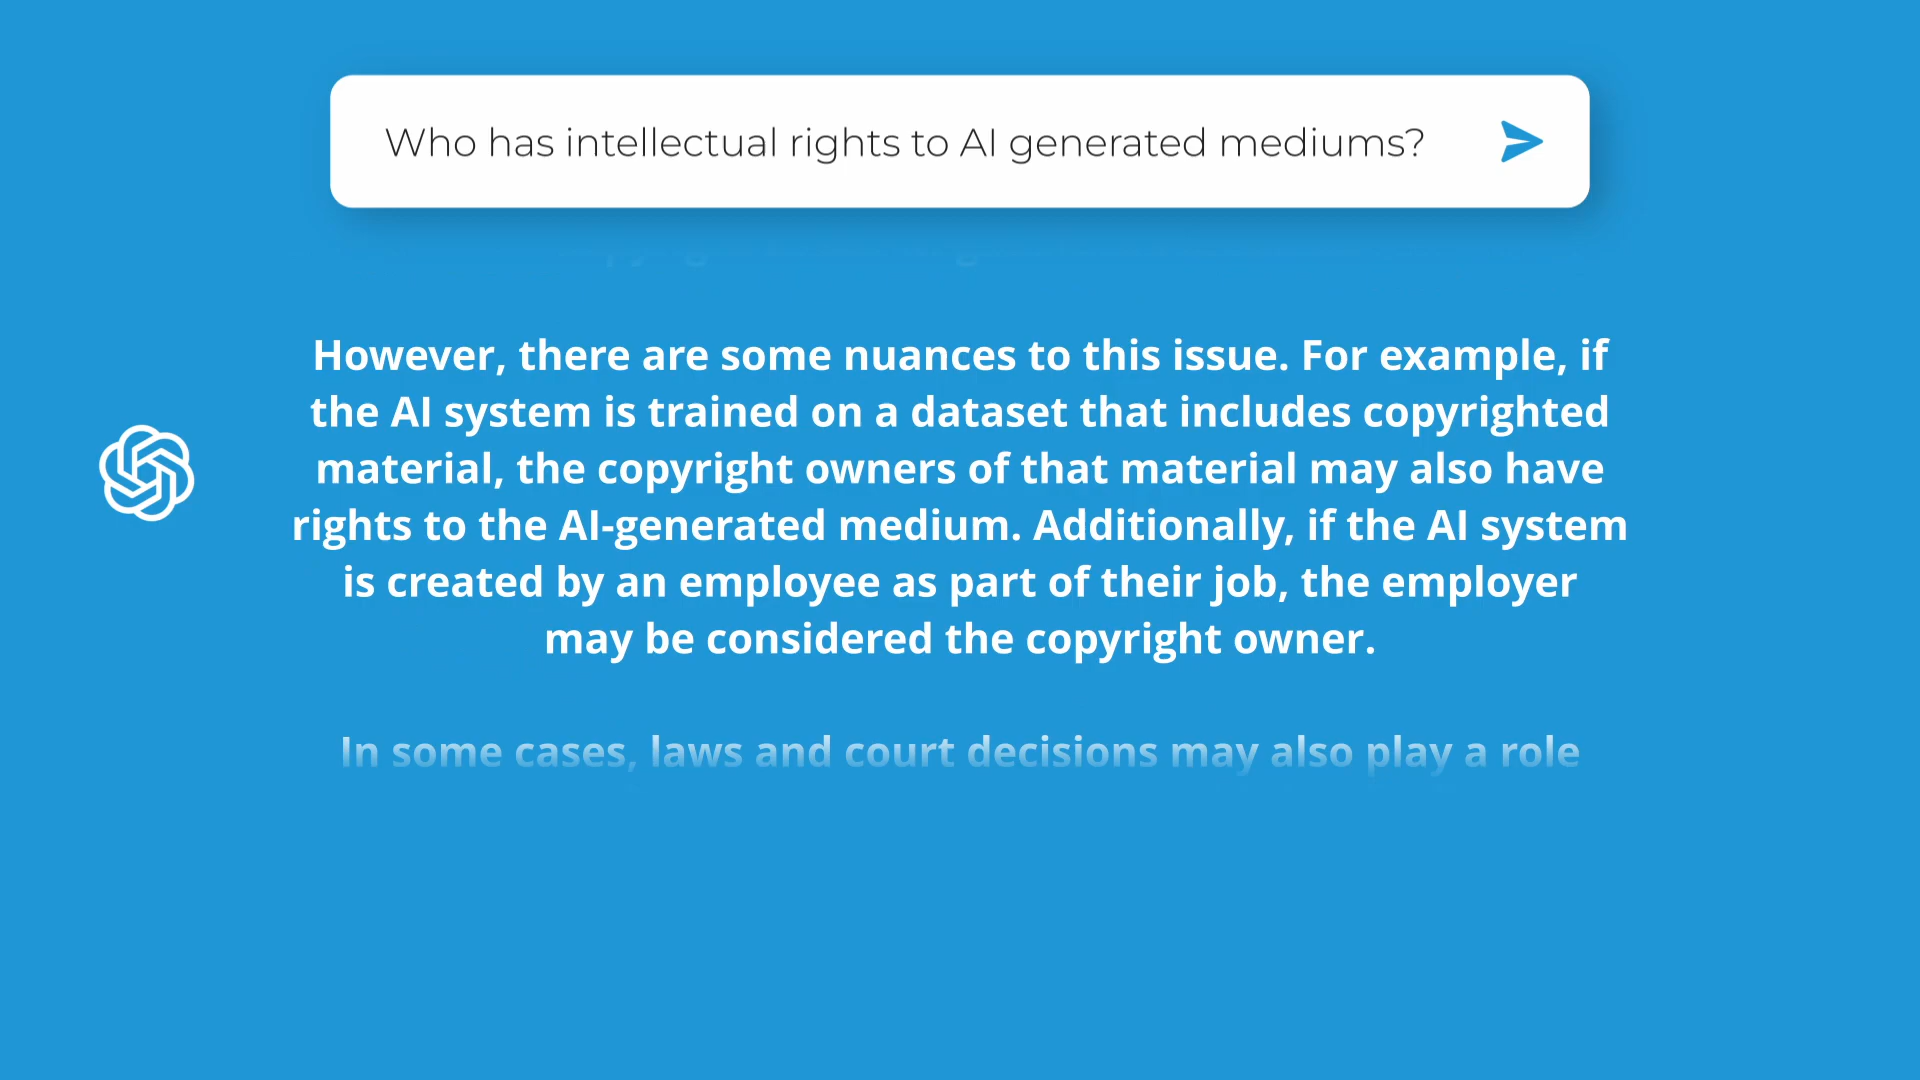 Who has intellectual rights to AI generated mediums?
However, there are some nuances to this issue. For example, if
the AI system is trained on a dataset that includes copyrighted
material, the copyright owners of that material may also have
rights to the AI-generated medium. Additionally, if the AI system
is created by an employee as part of their job, the employer
may be considered the copyright owner.
In some cases, laws and court decisions may also play a role